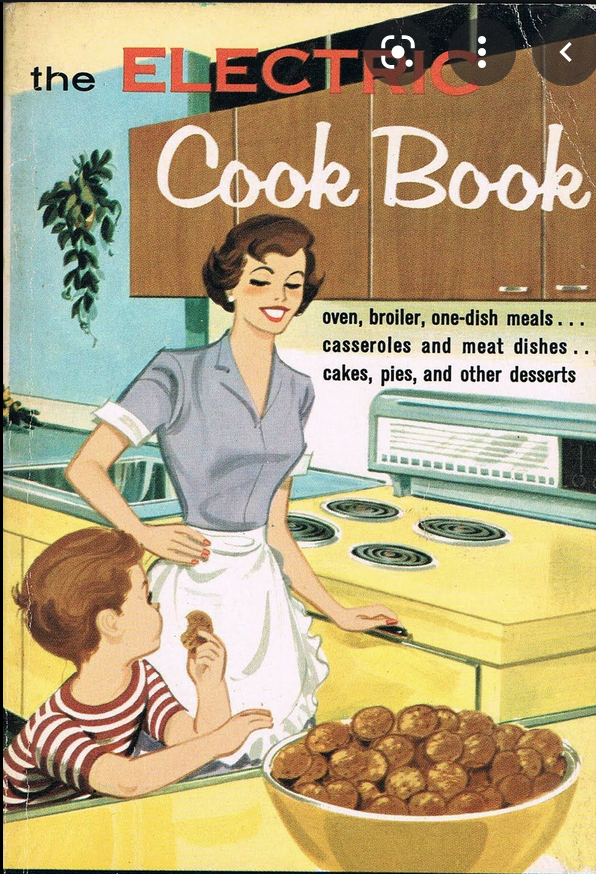 the ELECTRIC
Cook Book
oven, broiler, one-dish meals...
casseroles and meat dishes..
cakes, pies, and other desserts